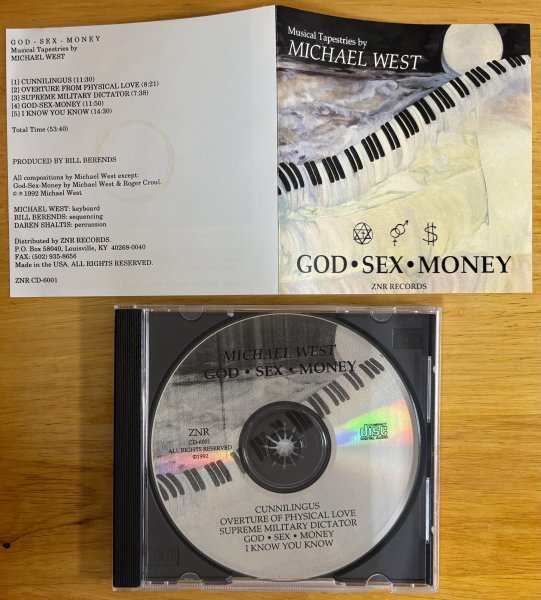 GOD - SEX - MONEY
Musical Tapestries by
MICHAEL WEST
[1] CUNNILINGUS (11:30)
[2] OVERTURE FROM PHYSICAL LOVE (8:21)
[3] SUPREME MILITARY DICTATOR (7:38)
[4] GOD-SEX-MONEY (11:50)
[5] I KNOW YOU KNOW (14:30)
Total Time (53:40)
PRODUCED BY BILL BERENDS
All compositions by Michael West except:
God-Sex-Money by Michael West & Roger Croul.
© ℗ 1992 Michael West
MICHAEL WEST: keyboard
BILL BERENDS: sequencing
DAREN SHALTIS: percussion
Distributed by ZNR RECORDS.
P.O. Box 58040, Louisville, KY 40268-0040
FAX: (502) 935-8656
Made in the USA. ALL RIGHTS RESERVED.
ZNR CD-6001
Musical Tapestries by
MICHAEL WEST
$
GOD • SEX • MONEY
ZNR RECORDS
MICHAEL WEST
GOD • SEX • MONEY
ZNR
CD-6001
ALL RIGHTS RESERVED
©1992
COMPACT
disc
DIGITAL AUDIO
CUNNILINGUS
OVERTURE OF PHYSICAL LOVE
SUPREME MILITARY DICTATOR
GOD • SEX • MONEY
I KNOW YOU KNOW